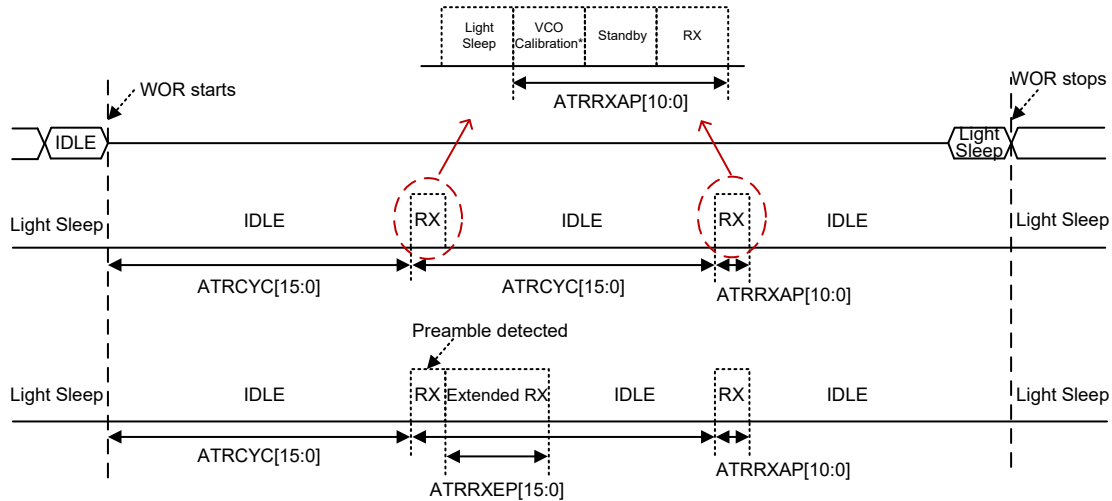 Light
Sleep
VCO
Calibration*
Standby
RX
ATRRXAP[10:0]
WOR starts
WOR stops
IDLE
Light
Sleep
Light Sleep
IDLE
RX
IDLE
RX
IDLE
Light Sleep
ATRCYC[15:0]
ATRCYC[15:0]
ATRRXAP[10:0]
Preamble detected
Light Sleep
IDLE
RX
Extended RX
IDLE
RX
IDLE
Light Sleep
ATRCYC[15:0]
ATRRXEP[15:0]
ATRRXAP[10:0]